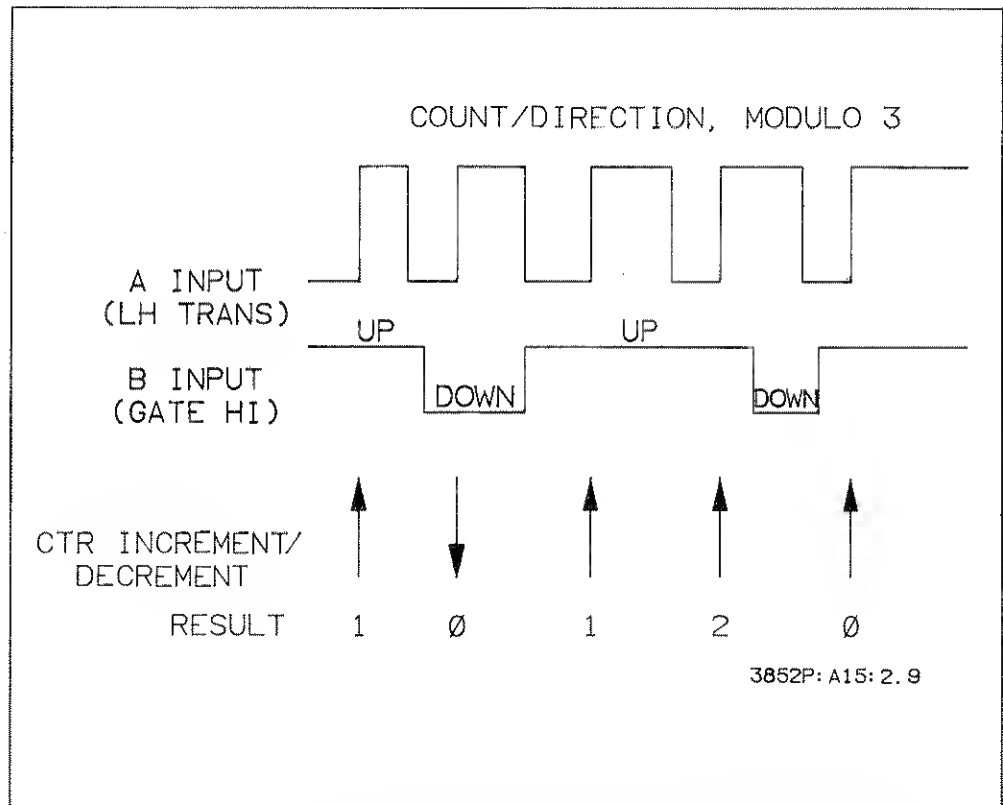 COUNT/DIRECTION, MODULO 3
A INPUT
(LH TRANS)
UP UP
B INPUT
(GATE HI)
DOWN DOWN
CTR INCREMENT/
DECREMENT
RESULT 1 Ø 1 2 Ø
3852P:A15:2.9